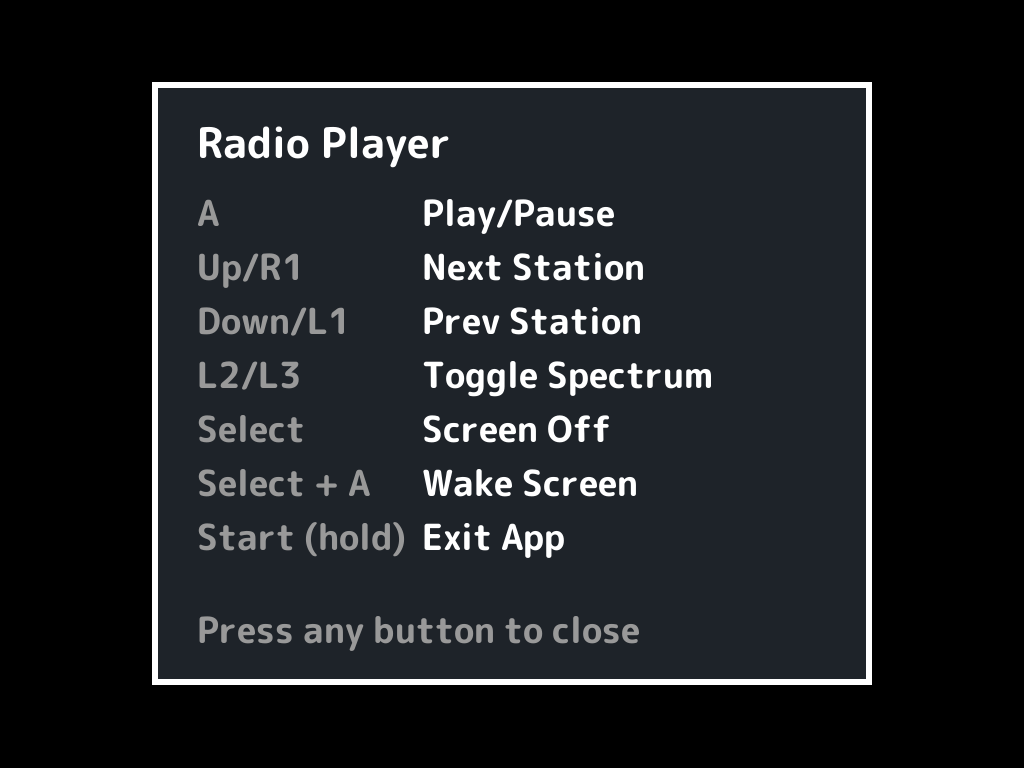 Radio Player
A Play/Pause
Up/R1 Next Station
Down/L1 Prev Station
L2/L3 Toggle Spectrum
Select Screen Off
Select + A Wake Screen
Start (hold) Exit App
Press any button to close